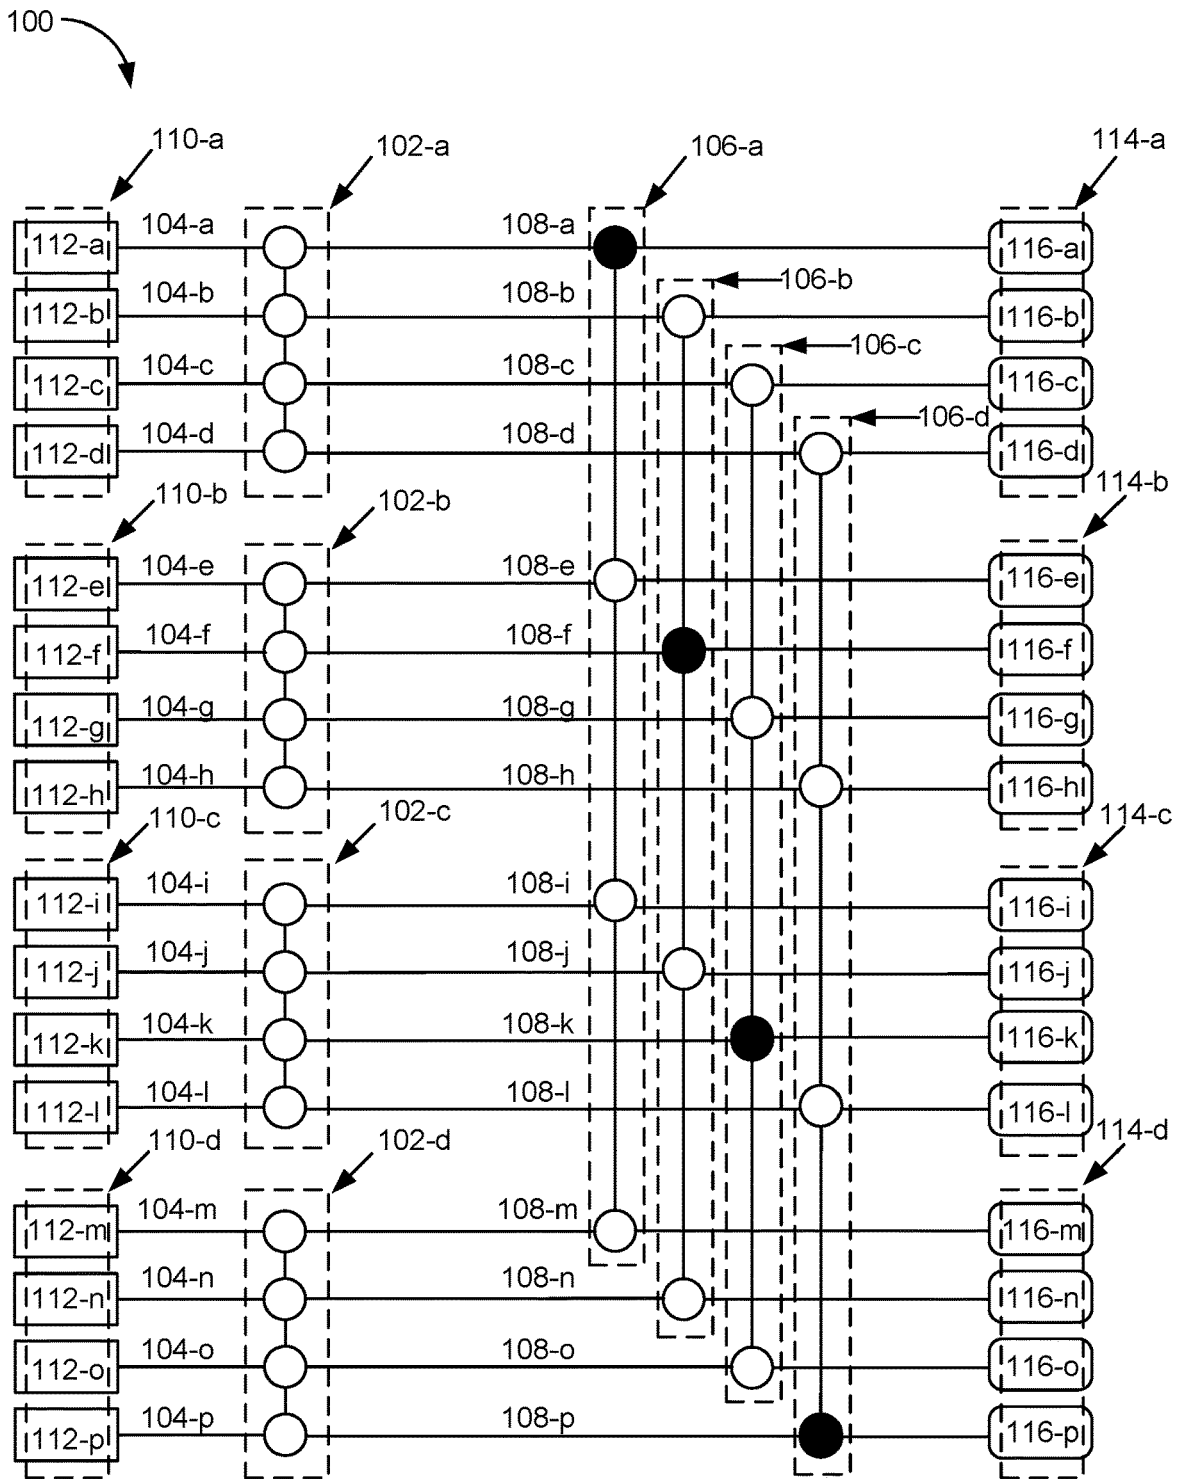 100
110-a 102-a 106-a 114-a
112-a 104-a 108-a 116-a
112-b 104-b 108-b 106-b 116-b
112-c 104-c 108-c 106-c 116-c
112-d 104-d 108-d 106-d 116-d
110-b 102-b 114-b
112-e 104-e 108-e 116-e
112-f 104-f 108-f 116-f
112-g 104-g 108-g 116-g
112-h 104-h 108-h 116-h
110-c 102-c 114-c
112-i 104-i 108-i 116-i
112-j 104-j 108-j 116-j
112-k 104-k 108-k 116-k
112-l 104-l 108-l 116-l
110-d 102-d 114-d
112-m 104-m 108-m 116-m
112-n 104-n 108-n 116-n
112-o 104-o 108-o 116-o
112-p 104-p 108-p 116-p